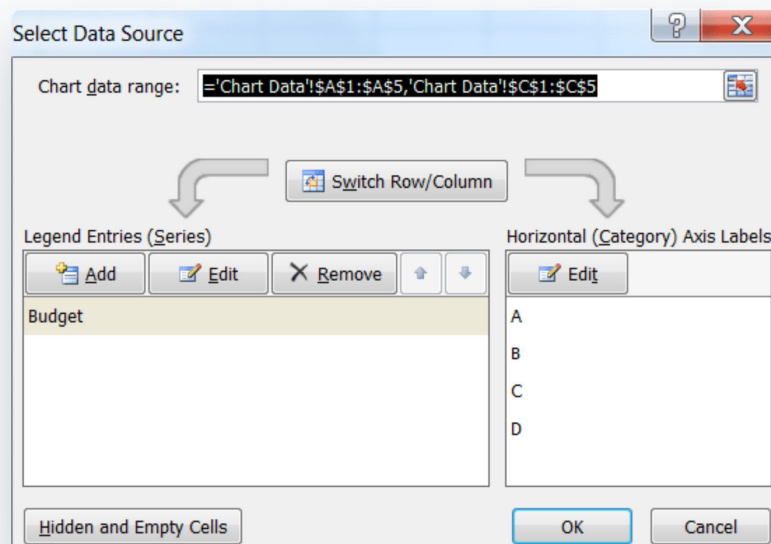 Select Data Source
Chart data range: ='Chart Data'!$A$1:$A$5,'Chart Data'!$C$1:$C$5
Switch Row/Column
Legend Entries (Series)
Horizontal (Category) Axis Labels
Add Edit Remove
Edit
Budget
A
B
C
D
Hidden and Empty Cells
OK Cancel